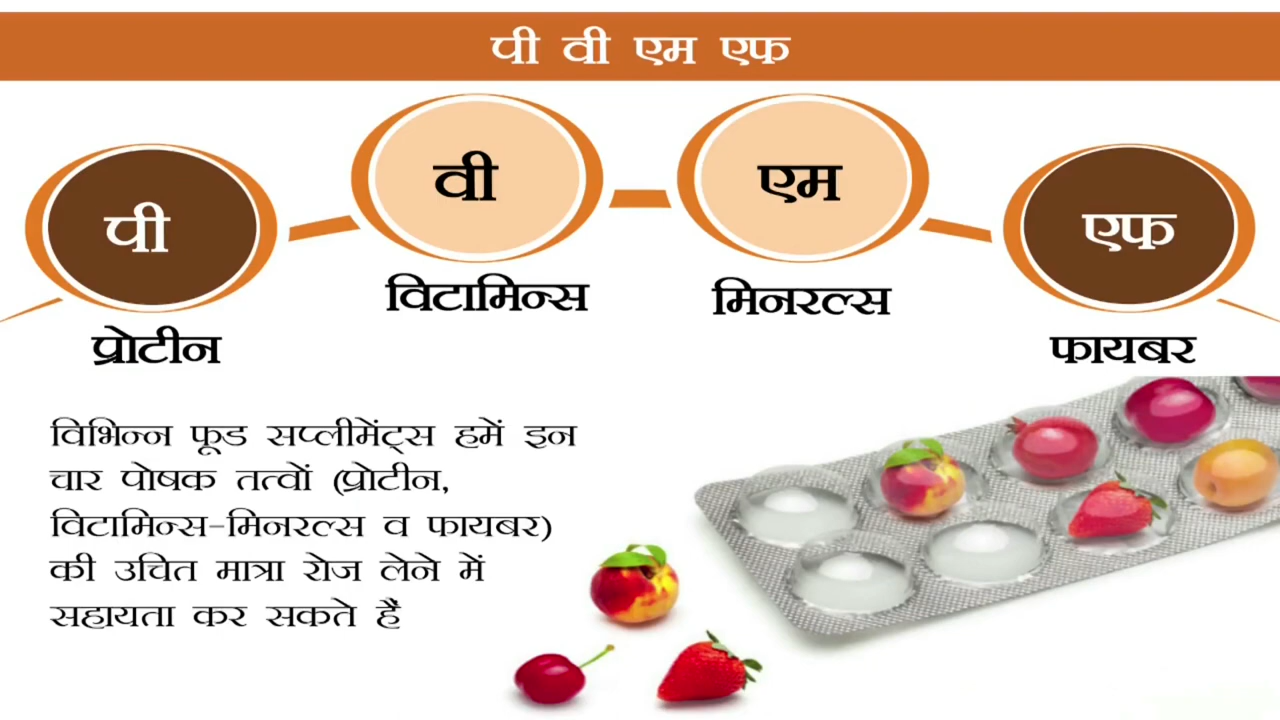 पी वी एम एफ
पी
वी
एम
एफ
प्रोटीन
विटामिन्स
मिनरल्स
फायबर
विभिन्न फूड सप्लीमेंट्स हमें इन
चार पोषक तत्वों (प्रोटीन,
विटामिन्स-मिनरल्स व फायबर)
की उचित मात्रा रोज लेने में
सहायता कर सकते हैं